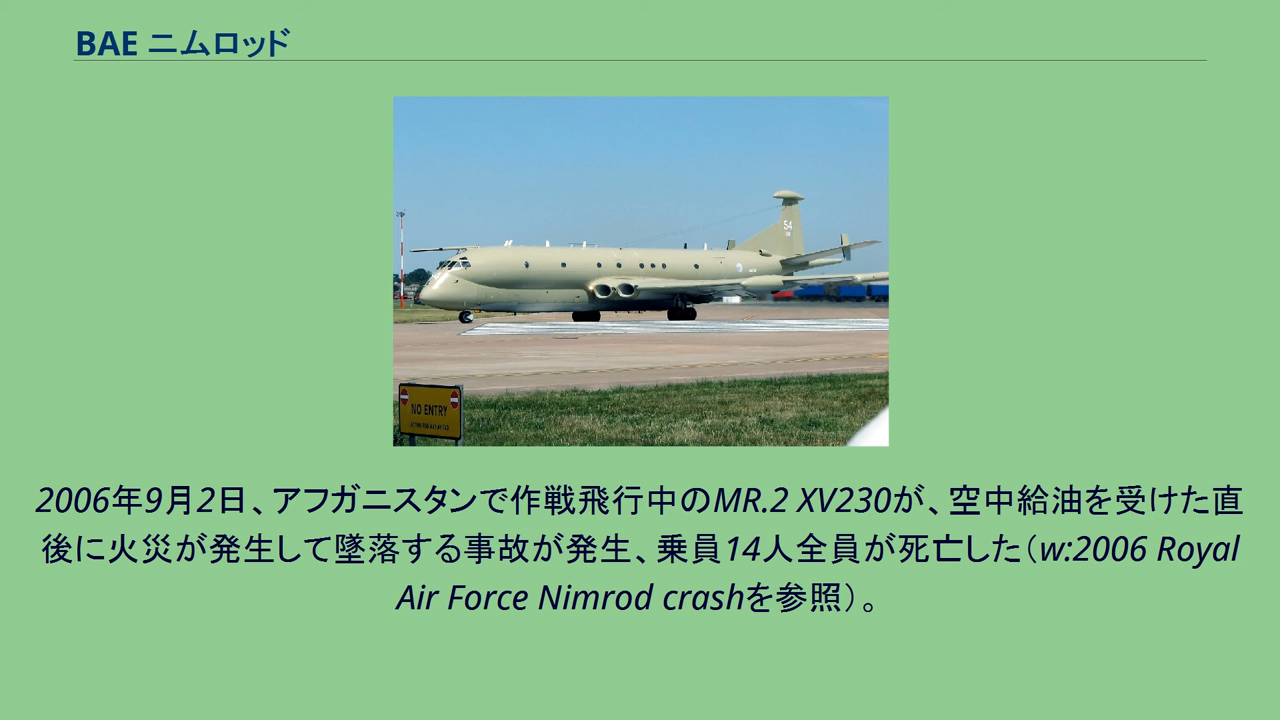 BAE ニムロッド
54
NO ENTRY
2006年9月2日、アフガニスタンで作戦飛行中のMR.2 XV230が、空中給油を受けた直
後に火災が発生して墜落する事故が発生、乗員14人全員が死亡した（w:2006 Royal
Air Force Nimrod crashを参照）。